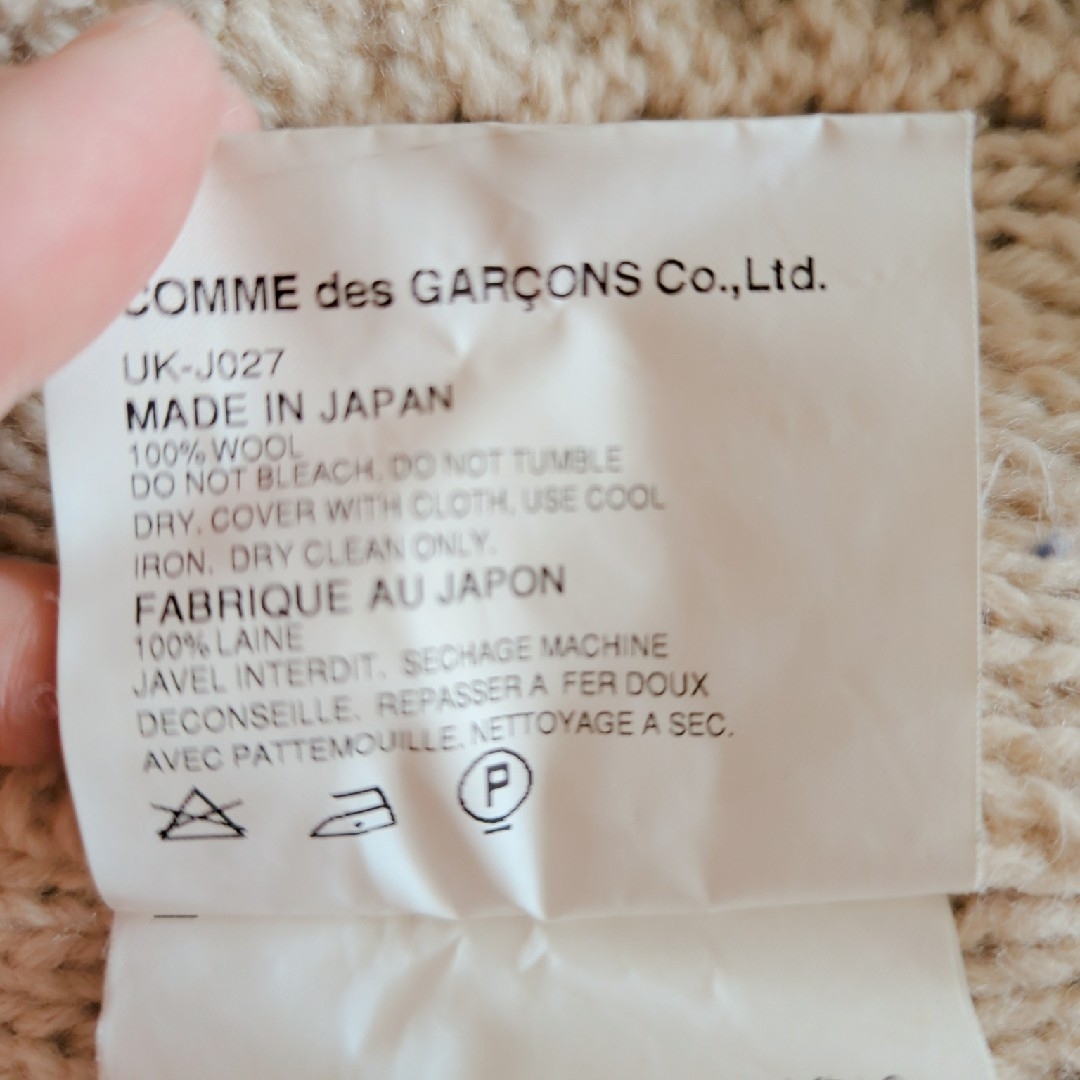 COMME des GARÇONS Co.,Ltd.
UK-J027
MADE IN JAPAN
100% WOOL
DO NOT BLEACH. DO NOT TUMBLE
DRY. COVER WITH CLOTH, USE COOL
IRON. DRY CLEAN ONLY.
FABRIQUE AU JAPON
100% LAINE
JAVEL INTERDIT. SECHAGE MACHINE
DECONSEILLE. REPASSER A FER DOUX
AVEC PATTEMOUILLE. NETTOYAGE A SEC.
P